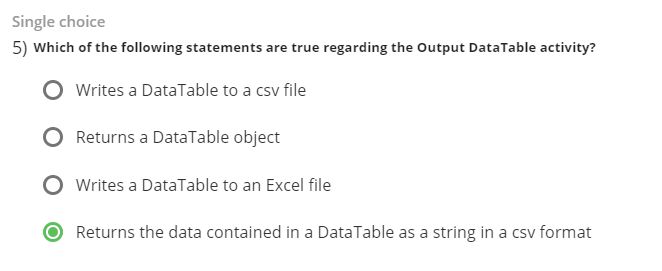 Single choice
5) Which of the following statements are true regarding the Output DataTable activity?
Writes a DataTable to a csv file
Returns a DataTable object
Writes a DataTable to an Excel file
Returns the data contained in a DataTable as a string in a csv format